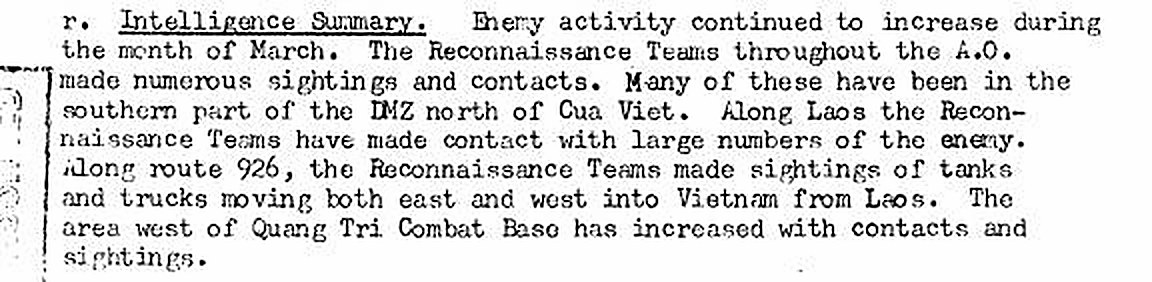 r. Intelligence Summary. Enemy activity continued to increase during
the month of March. The Reconnaissance Teams throughout the A.O.
made numerous sightings and contacts. Many of these have been in the
southern part of the DMZ north of Cua Viet. Along Laos the Recon-
naissance Teams have made contact with large numbers of the enemy.
Along route 926, the Reconnaissance Teams made sightings of tanks
and trucks moving both east and west into Vietnam from Laos. The
area west of Quang Tri Combat Base has increased with contacts and
sightings.